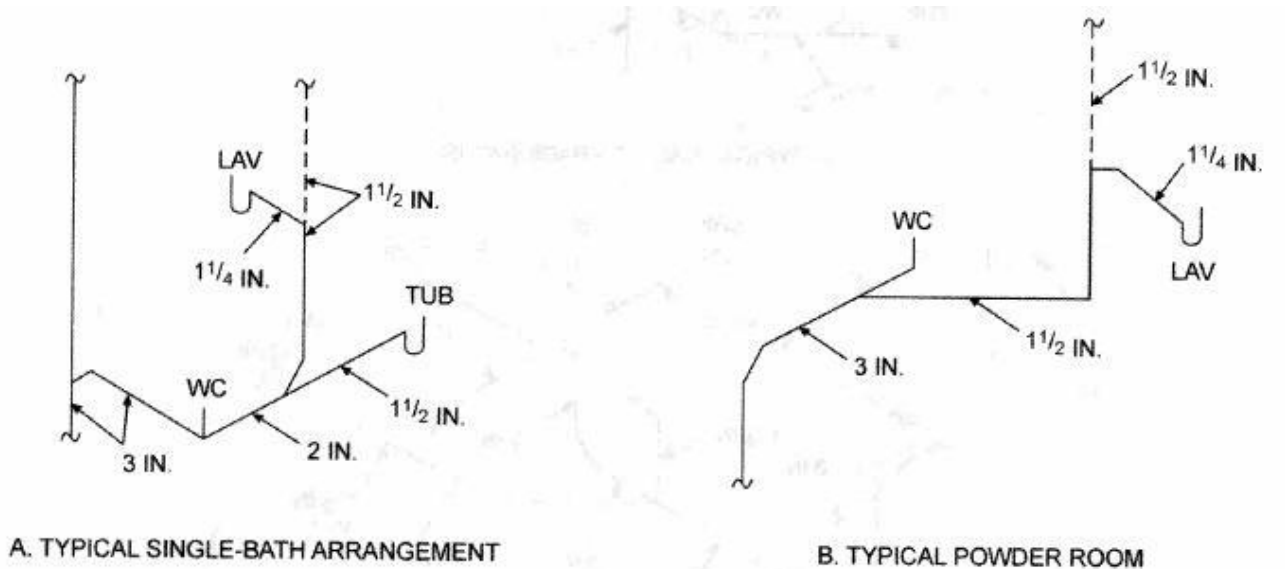 LAV
1 1/2 IN.
1 1/4 IN.
TUB
WC
1 1/2 IN.
2 IN.
3 IN.
A. TYPICAL SINGLE-BATH ARRANGEMENT
1 1/2 IN.
1 1/4 IN.
WC
LAV
1 1/2 IN.
3 IN.
B. TYPICAL POWDER ROOM